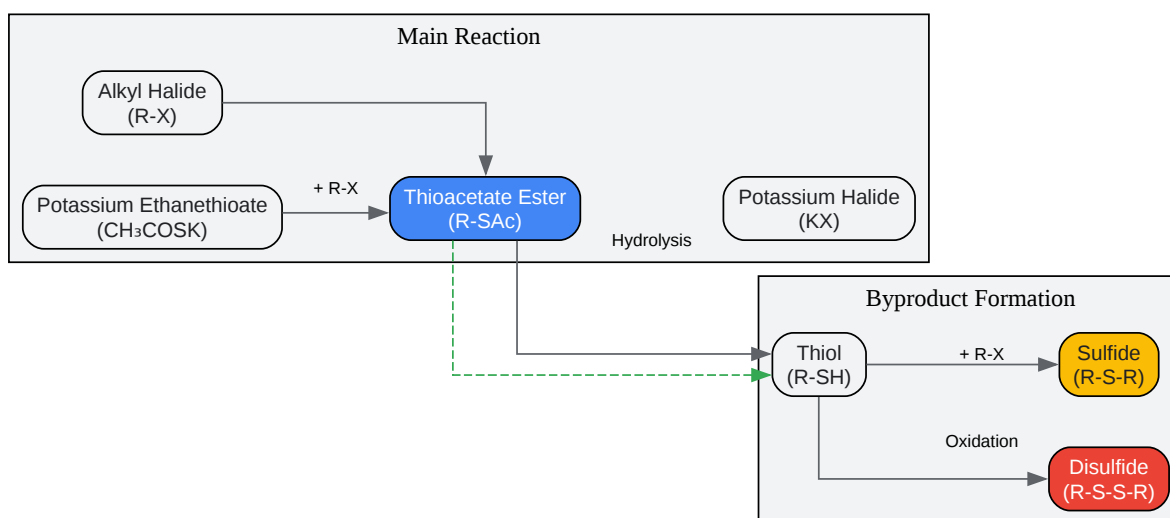 Main Reaction
Alkyl Halide
(R-X)
Potassium Ethanethioate
(CH₃COSK)
+ R-X
Thioacetate Ester
(R-SAc)
Potassium Halide
(KX)
Hydrolysis
Byproduct Formation
Thiol
(R-SH)
+ R-X
Sulfide
(R-S-R)
Oxidation
Disulfide
(R-S-S-R)